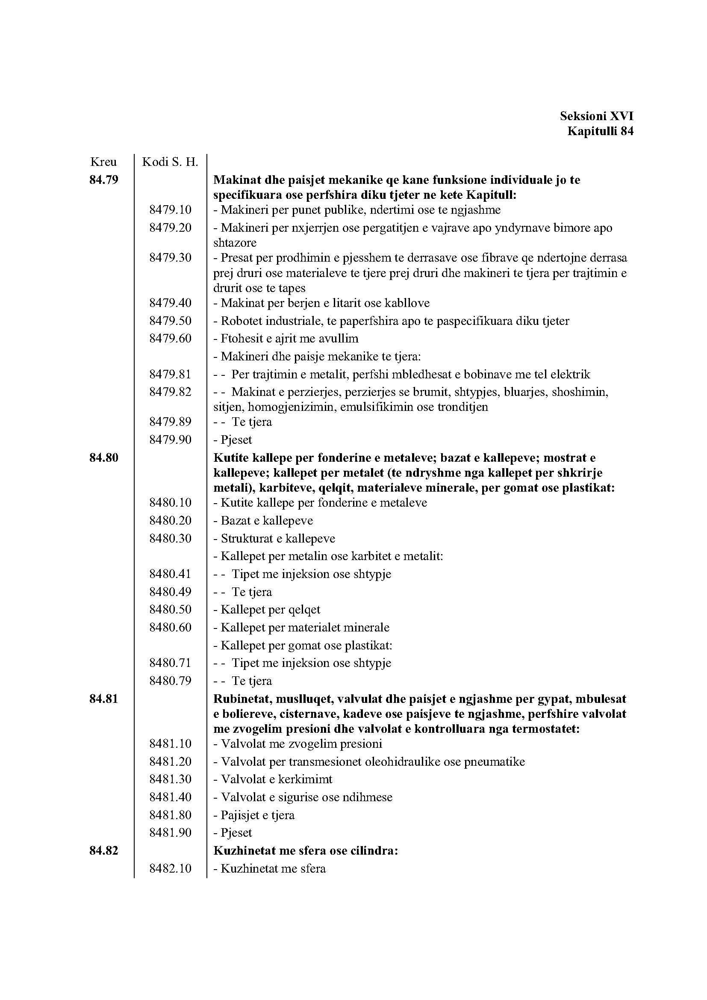 Seksioni XVI
Kapitulli 84
Kreu Kodi S. H.
84.79 Makinat dhe paisjet mekanike qe kane funksione individuale jo te
specifikuara ose perfshira diku tjeter ne kete Kapitull:
8479.10 - Makineri per punet publike, ndertimi ose te ngjashme
8479.20 - Makineri per nxjerrjen ose pergatitjen e vajrave apo yndyrnave bimore apo
shtazore
8479.30 - Presat per prodhimin e pjesshem te derrasave ose fibrave qe ndertojne derrasa
prej druri ose materialeve te tjere prej druri dhe makineri te tjera per trajtimin e
drurit ose te tapes
8479.40 - Makinat per berjen e litarit ose kabllove
8479.50 - Robotet industriale, te paperfshira apo te paspecifikuara diku tjeter
8479.60 - Ftohesit e ajrit me avullim
- Makineri dhe paisje mekanike te tjera:
8479.81 - - Per trajtimin e metalit, perfshi mbledhesat e bobinave me tel elektrik
8479.82 - - Makinat e perzierjes, perzierjes se brumit, shtypjes, bluarjes, shoshimin,
sitjen, homogjenizimin, emulsifikimin ose tronditjen
8479.89 - - Te tjera
8479.90 - Pjeset
84.80 Kutite kallepe per fonderine e metaleve; bazat e kallepeve; mostrat e
kallepeve; kallepet per metalet (te ndryshme nga kallepet per shkrirje
metali), karbiteve, qelqit, materialeve minerale, per gomat ose plastikat:
8480.10 - Kutite kallepe per fonderine e metaleve
8480.20 - Bazat e kallepeve
8480.30 - Strukturat e kallepeve
- Kallepet per metalin ose karbitet e metalit:
8480.41 - - Tipet me injeksion ose shtypje
8480.49 - - Te tjera
8480.50 - Kallepet per qelqet
8480.60 - Kallepet per materialet minerale
- Kallepet per gomat ose plastikat:
8480.71 - - Tipet me injeksion ose shtypje
8480.79 - - Te tjera
84.81 Rubinetat, muslluqet, valvulat dhe paisjet e ngjashme per gypat, mbulesat
e boliereve, cisternave, kadeve ose paisjeve te ngjashme, perfshire valvolat
me zvogelim presioni dhe valvolat e kontrolluara nga termostatet:
8481.10 - Valvolat me zvogelim presioni
8481.20 - Valvolat per transmesionet oleohidraulike ose pneumatike
8481.30 - Valvolat e kerkimimt
8481.40 - Valvolat e sigurise ose ndihmese
8481.80 - Pajisjet e tjera
8481.90 - Pjeset
84.82 Kuzhinetat me sfera ose cilindra:
8482.10 - Kuzhinetat me sfera